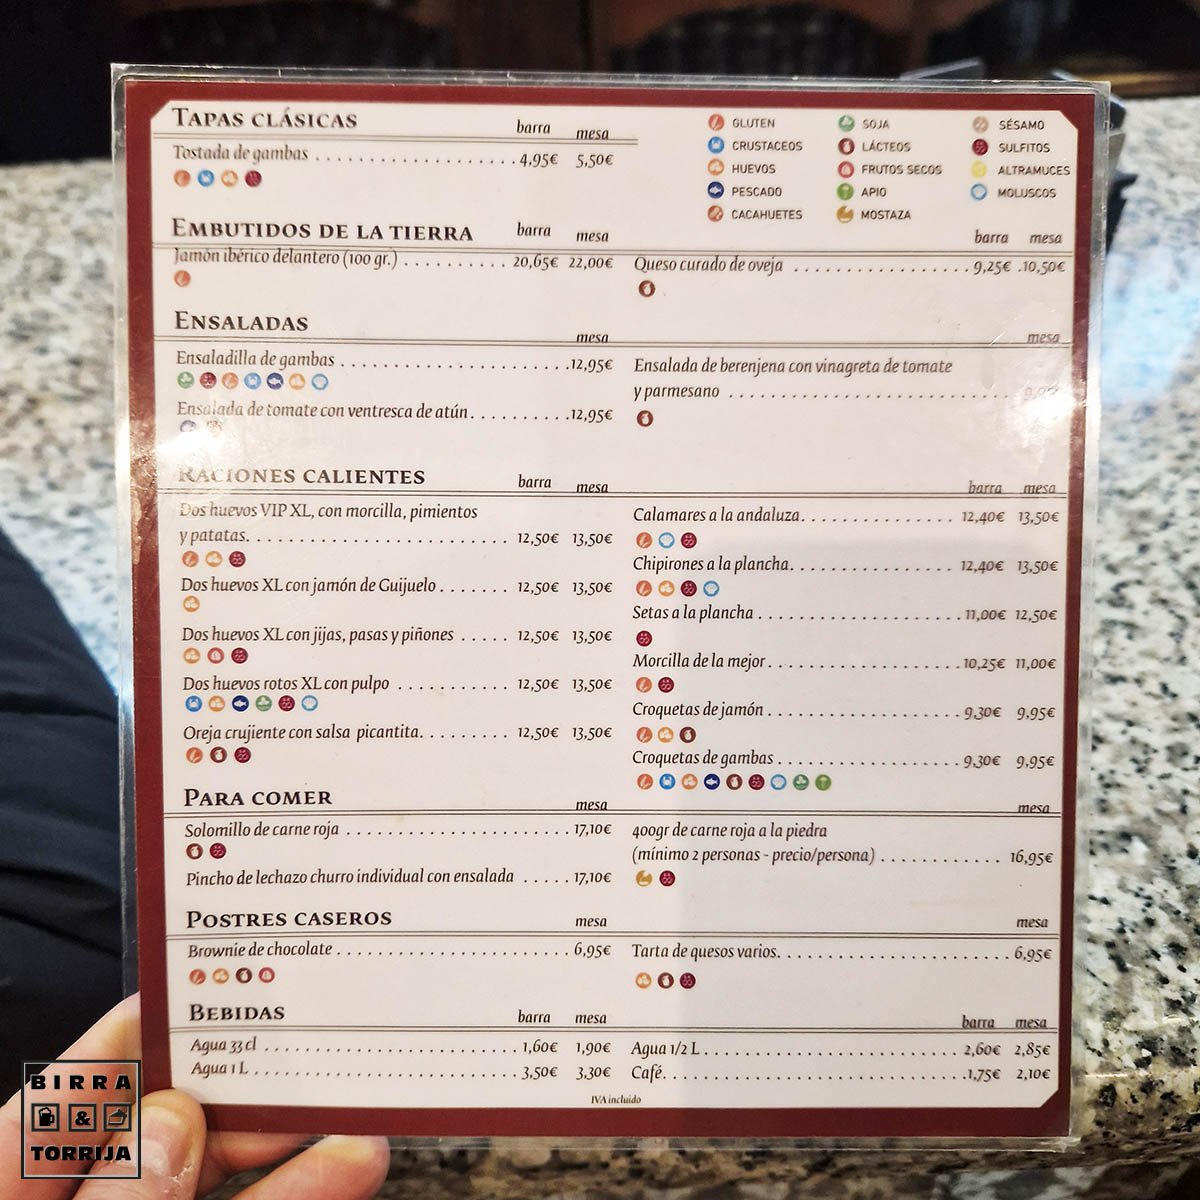 TAPAS CLÁSICAS barra mesa
Tostada de gambas 4,95€ 5,50€
GLUTEN SOJA SÉSAMO
CRUSTACEOS LÁCTEOS SULFITOS
HUEVOS FRUTOS SECOS ALTRAMUCES
PESCADO APIO MOLUSCOS
CACAHUETES MOSTAZA
EMBUTIDOS DE LA TIERRA barra mesa barra mesa
Jamón ibérico delantero (100 gr.) 20,65€ 22,00€
Queso curado de oveja 9,25€ 10,50€
ENSALADAS mesa mesa
Ensaladilla de gambas 12,95€
Ensalada de tomate con ventresca de atún 12,95€
Ensalada de berenjena con vinagreta de tomate
y parmesano
RACIONES CALIENTES barra mesa barra mesa
Dos huevos VIP XL, con morcilla, pimientos
y patatas 12,50€ 13,50€
Dos huevos XL con jamón de Guijuelo 12,50€ 13,50€
Dos huevos XL con jijas, pasas y piñones 12,50€ 13,50€
Dos huevos rotos XL con pulpo 12,50€ 13,50€
Oreja crujiente con salsa picantita 12,50€ 13,50€
Calamares a la andaluza 12,40€ 13,50€
Chipirones a la plancha 12,40€ 13,50€
Setas a la plancha 11,00€ 12,50€
Morcilla de la mejor 10,25€ 11,00€
Croquetas de jamón 9,30€ 9,95€
Croquetas de gambas 9,30€ 9,95€
PARA COMER mesa mesa
Solomillo de carne roja 17,10€
Pincho de lechazo churro individual con ensalada 17,10€
400gr de carne roja a la piedra
(mínimo 2 personas - precio/persona) 16,95€
POSTRES CASEROS mesa mesa
Brownie de chocolate 6,95€
Tarta de quesos varios 6,95€
BEBIDAS barra mesa barra mesa
Agua 33 cl 1,60€ 1,90€
Agua 1 L 3,50€ 3,30€
Agua 1/2 L 2,60€ 2,85€
Café 1,75€ 2,10€
IVA incluido
BIRRA
&
TORRIJA